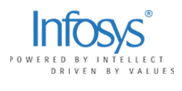 Infosys®
POWERED BY INTELLECT
DRIVEN BY VALUES